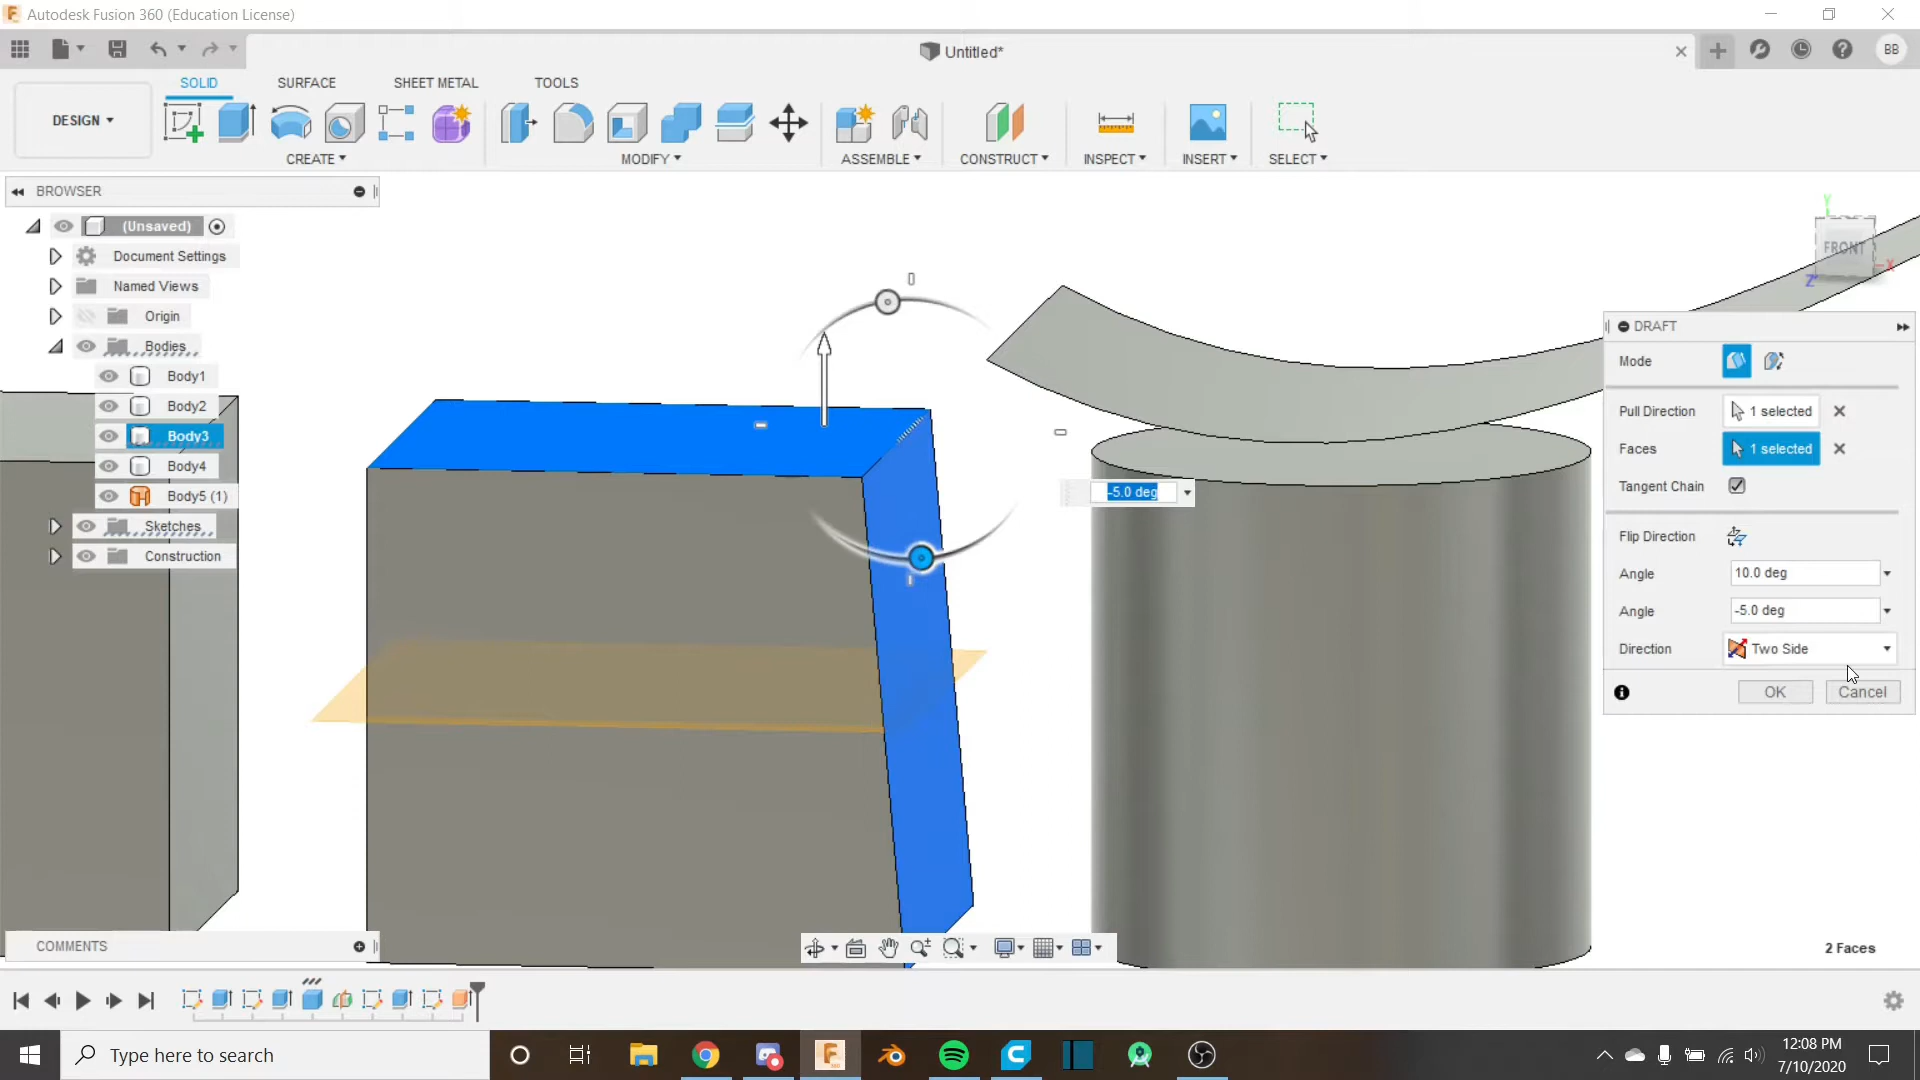 Autodesk Fusion 360 (Education License)
Untitled*
BB
DESIGN
SOLID
SURFACE
SHEET METAL
TOOLS
CREATE
MODIFY
ASSEMBLE
CONSTRUCT
INSPECT
INSERT
SELECT
BROWSER
(Unsaved)
Document Settings
Named Views
Origin
Bodies
Body1
Body2
Body3
Body4
Body5 (1)
Sketches
Construction
-5.0 deg
Y
FRONT
X
Z
DRAFT
Mode
Pull Direction
1 selected
Faces
1 selected
Tangent Chain
Flip Direction
Angle
10.0 deg
Angle
-5.0 deg
Direction
Two Side
OK
Cancel
COMMENTS
2 Faces
Type here to search
12:08 PM
7/10/2020